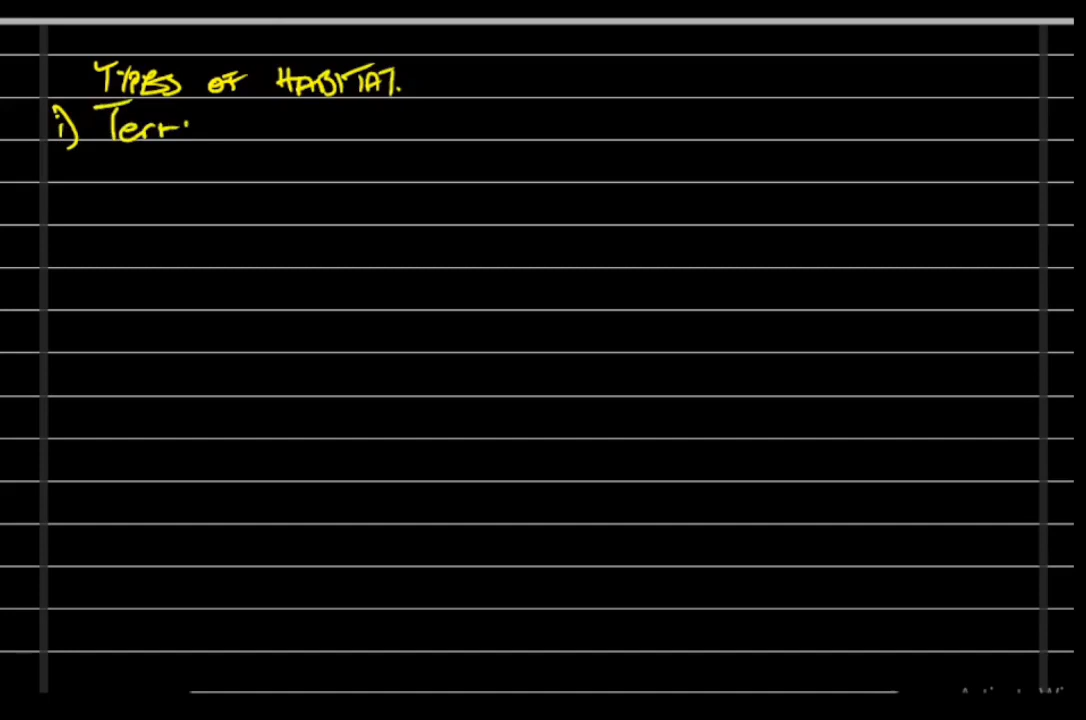 TYPES OF HABITAT.
i) Terr.